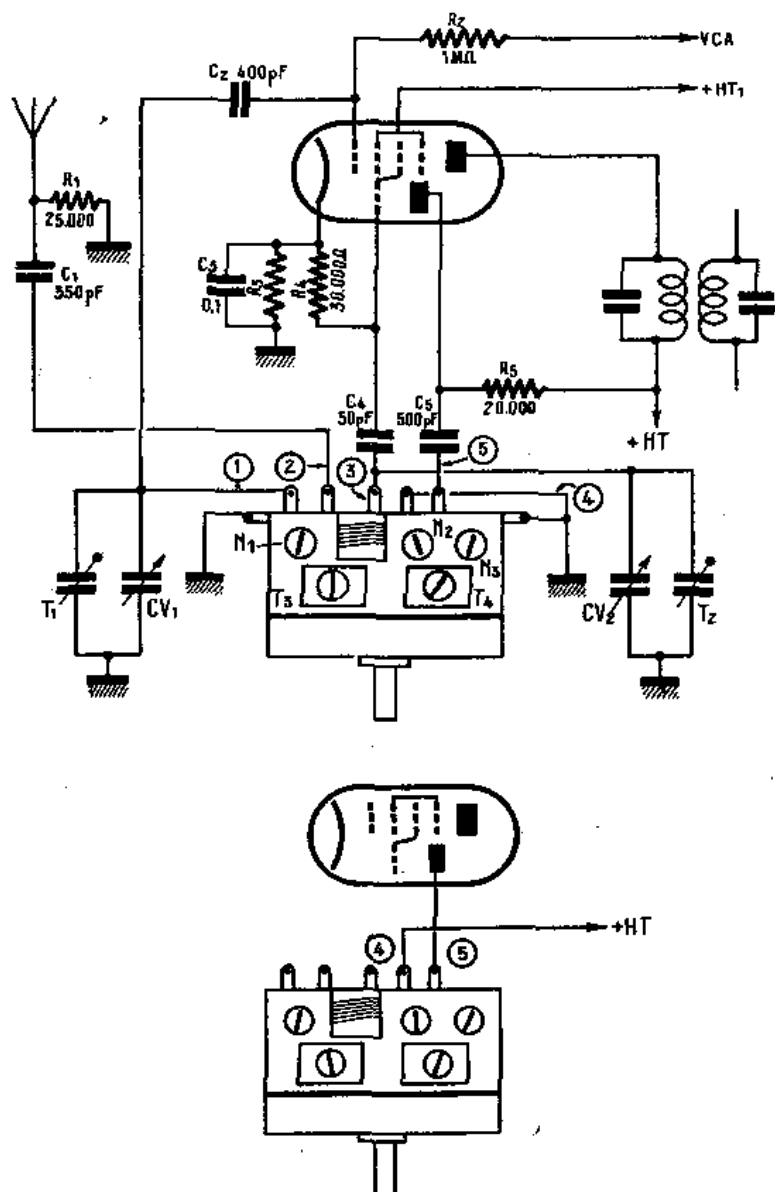 R2
1MΩ
VCA
C2 400pF
+HT1
R1
25.000
C1
350pF
C3
0,1
R3
R4
30.000Ω
R5
20.000
+HT
C4
50pF
C5
500pF
1
2
3
5
4
N1
N2
N3
T3
T4
T1
CV1
CV2
T2
+HT
4
5